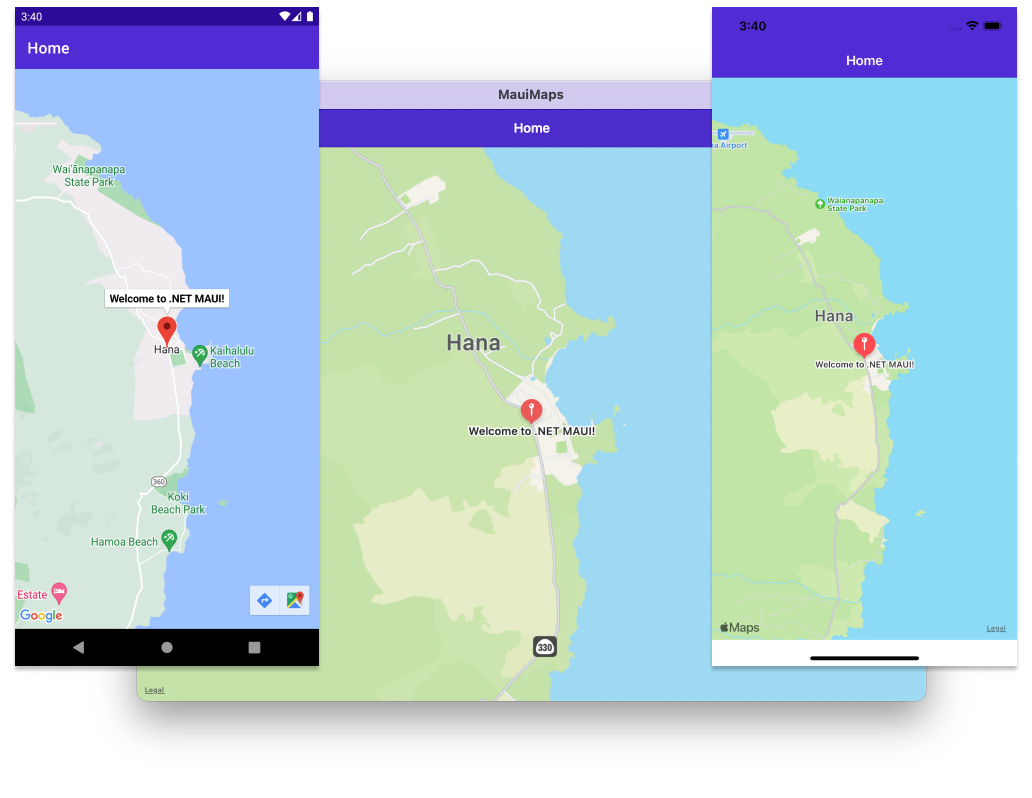 3:40
Home
Wai'ānapanapa
State Park
Welcome to .NET MAUI!
Hana
Kaihalulu
Beach
360
Koki
Beach Park
Hamoa Beach
Estate
Google
MauiMaps
Home
Hana
Welcome to .NET MAUI!
330
Legal
3:40
Home
a Airport
Waianapanapa
State Park
Hana
Welcome to .NET MAUI!
Maps
Legal